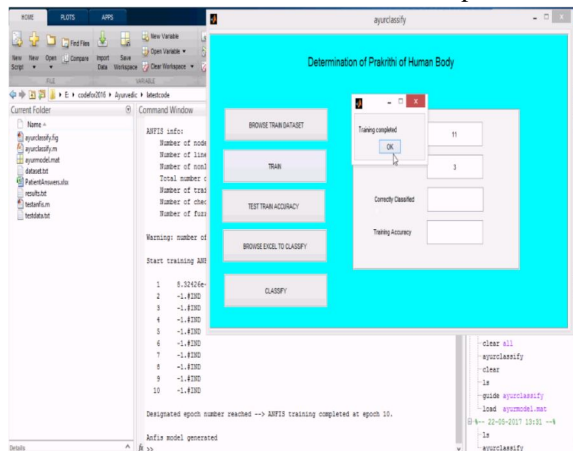 HOME PLOTS APPS
New Script
New
Open
Find Files
Compare
Import Data
Save Workspace
New Variable
Open Variable
Clear Workspace
FILE
VARIABLE
E: codefox2016 Ayurvedic latestcode
Current Folder
Name
ayurclassify.fig
ayurclassify.m
ayurmodel.mat
dataset.txt
PatientAnswers.xlsx
results.txt
testanfis.m
testdata.txt
Details
Command Window
ANFIS info:
Number of node
Number of line
Number of nonl
Total number o
Number of trai
Number of chec
Number of fuzz
Warning: number of
Start training ANF
1 8.32426e-
2 -1.#IND
3 -1.#IND
4 -1.#IND
5 -1.#IND
6 -1.#IND
7 -1.#IND
8 -1.#IND
9 -1.#IND
10 -1.#IND
Designated epoch number reached --> ANFIS training completed at epoch 10.
Anfis model generated
fx >>
ayurclassify
Determination of Prakrithi of Human Body
BROWSE TRAIN DATASET
TRAIN
TEST TRAIN ACCURACY
BROWSE EXCEL TO CLASSIFY
CLASSIFY
Training completed
OK
11
3
Correctly Classified
Training Accuracy
clear all
ayurclassify
clear
ls
guide ayurclassify
load ayurmodel.mat
%-- 22-05-2017 13:31 --%
ls
ayurclassify